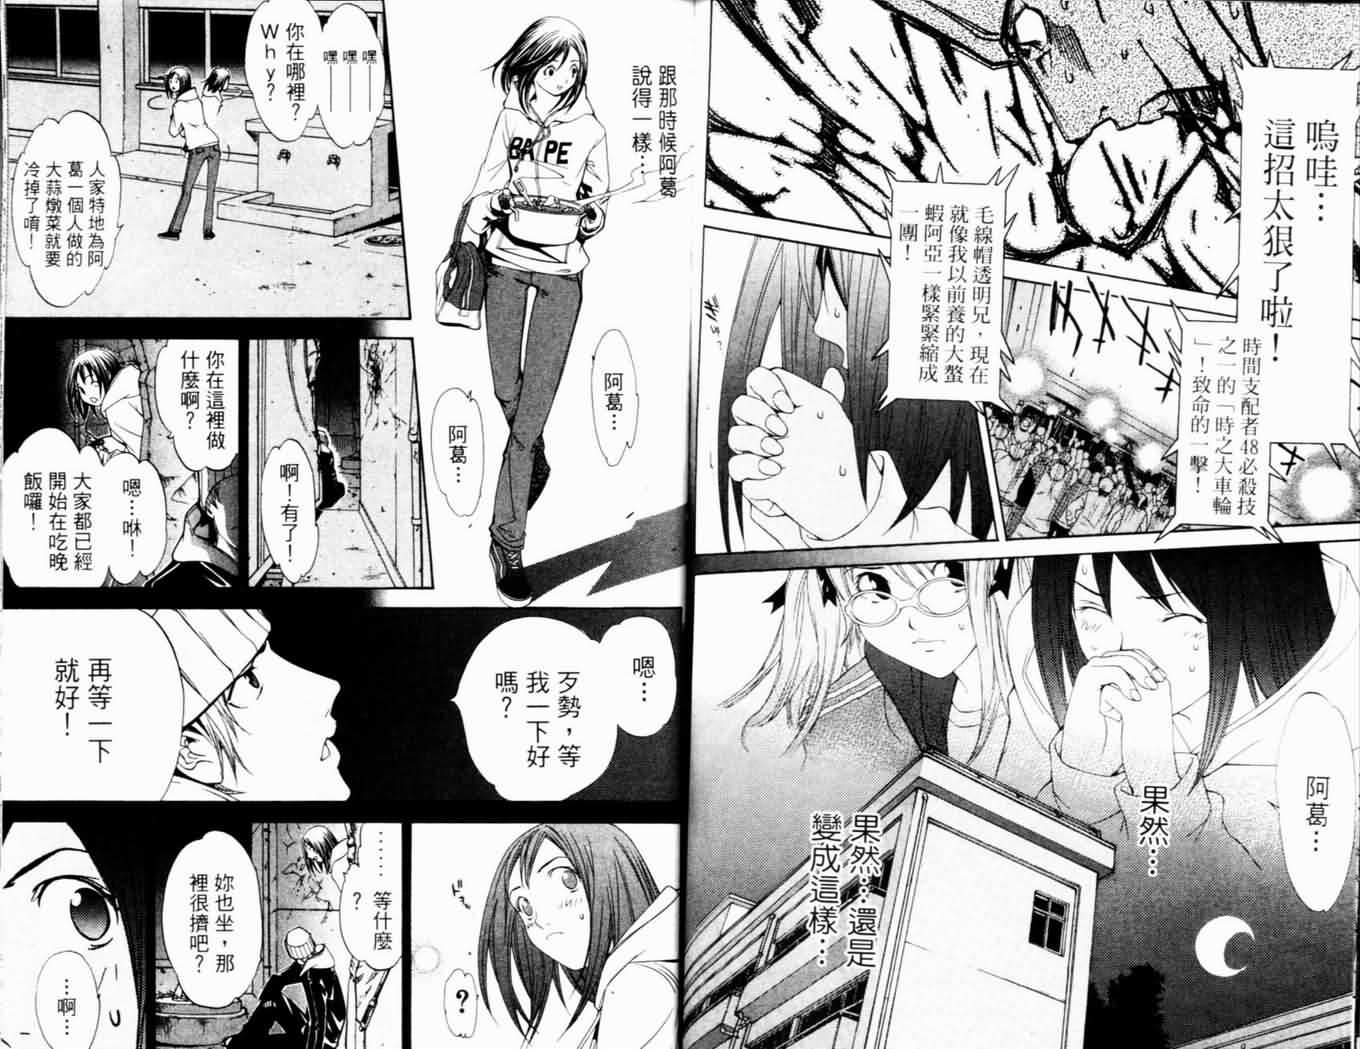 嗚哇…
這招太狠了啦！
時間支配者48必殺技
之一的「時之大車輪
」！致命的一擊！
毛線帽透明兄，現在
就像我以前養的大螯
蝦阿亞一樣緊緊縮成
一團！
阿葛…
果然…
果然…還是
變成這樣…
跟那時候阿葛
說得一樣…
BAPE
阿葛…
阿葛…
嘿——
嘿——
嘿——
你在哪裡？
Why？
人家特地為阿
葛一個人做的
大蒜燉菜就要
冷掉了唷！
啊！有了！
你在這裡做
什麼啊？
嗯…咻！
大家都已經
開始在吃晚
飯囉！
嗯…
歹勢，等
我一下好
嗎？
再等一下
就好！
？
……等什麼
？
妳也坐，那
裡很擠吧？
…啊…